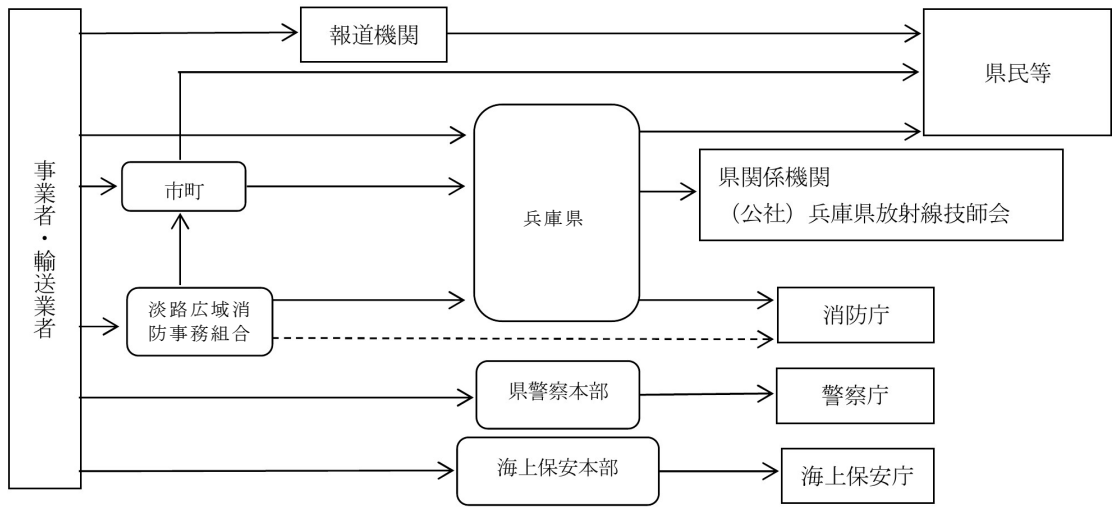 事業者・輸送業者
報道機関
県民等
市町
兵庫県
県関係機関
（公社）兵庫県放射線技師会
淡路広域消
防事務組合
消防庁
県警察本部
警察庁
海上保安本部
海上保安庁